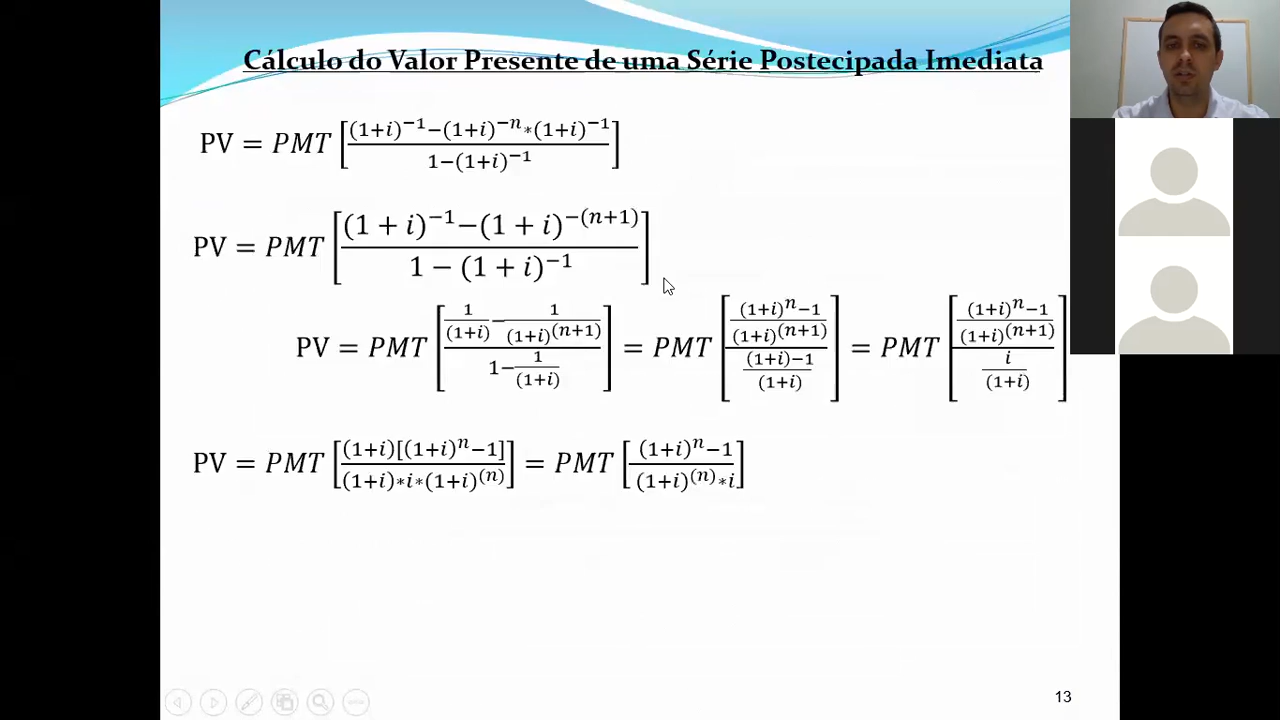 Cálculo do Valor Presente de uma Série Postecipada Imediata
PV = PMT [((1+i)^−1−(1+i)^−n∗(1+i)^−1)/(1−(1+i)^−1)]
PV = PMT [((1 + i)^−1−(1 + i)^−(n+1))/(1 − (1 + i)^−1)]
PV = PMT [(1/(1+i)−1/(1+i)^(n+1))/(1−1/(1+i))] = PMT [(((1+i)^n−1)/(1+i)^(n+1))/(((1+i)−1)/(1+i))] = PMT [(((1+i)^n−1)/(1+i)^(n+1))/(i/(1+i))]
PV = PMT [((1+i)[(1+i)^n−1])/((1+i)∗i∗(1+i)^(n))] = PMT [((1+i)^n−1)/((1+i)^(n)∗i)]
13